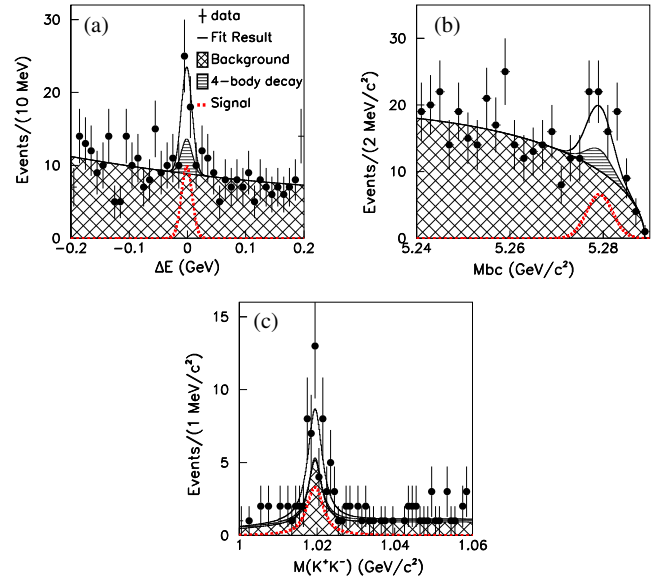 (a)
data
Fit Result
Background
4-body decay
Signal
Events/(10 MeV)
30
20
10
0
-0.2 -0.1 0 0.1 0.2
ΔE (GeV)
(b)
Events/(2 MeV/c²)
30
20
10
0
5.24 5.26 5.28
Mbc (GeV/c²)
(c)
Events/(1 MeV/c²)
15
10
5
0
1 1.02 1.04 1.06
M(K⁺K⁻) (GeV/c²)